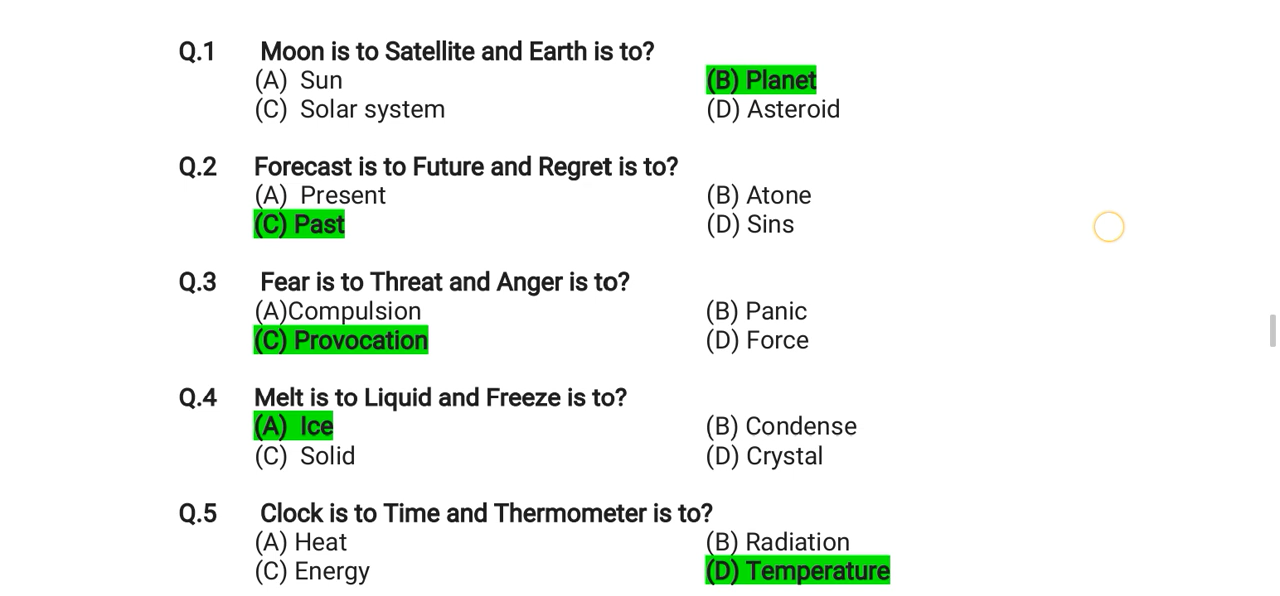 Q.1 Moon is to Satellite and Earth is to?
(A) Sun (B) Planet
(C) Solar system (D) Asteroid
Q.2 Forecast is to Future and Regret is to?
(A) Present (B) Atone
(C) Past (D) Sins
Q.3 Fear is to Threat and Anger is to?
(A)Compulsion (B) Panic
(C) Provocation (D) Force
Q.4 Melt is to Liquid and Freeze is to?
(A) Ice (B) Condense
(C) Solid (D) Crystal
Q.5 Clock is to Time and Thermometer is to?
(A) Heat (B) Radiation
(C) Energy (D) Temperature